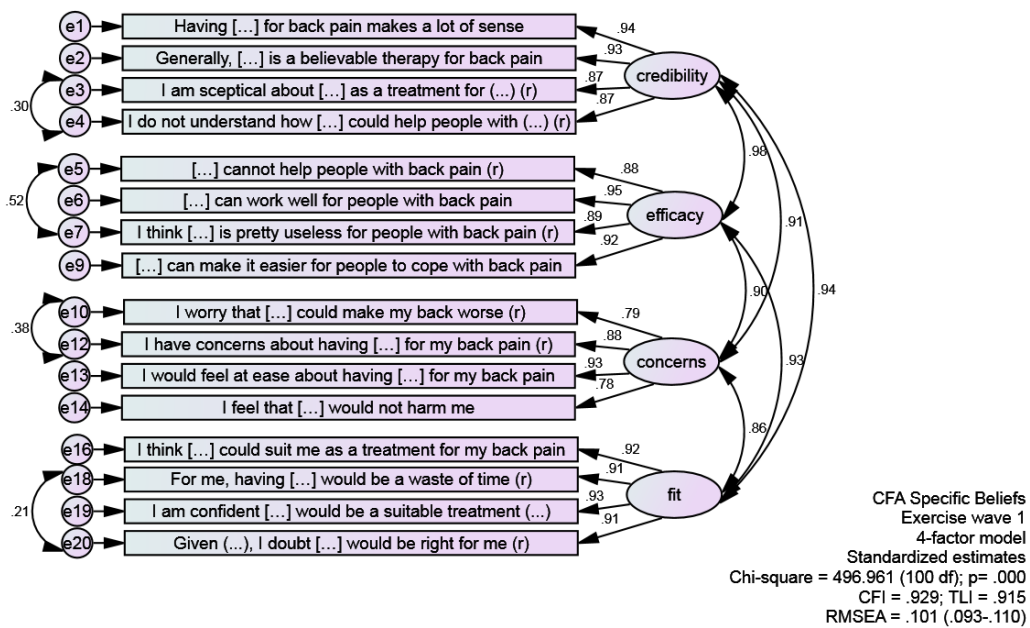 e1
Having [...] for back pain makes a lot of sense
.94
e2
Generally, [...] is a believable therapy for back pain
.93
credibility
e3
I am sceptical about [...] as a treatment for (...) (r)
.87
.30
e4
I do not understand how [...] could help people with (...) (r)
.87
.98
e5
[...] cannot help people with back pain (r)
.88
.52
e6
[...] can work well for people with back pain
.95
efficacy
.91
e7
I think [...] is pretty useless for people with back pain (r)
.89
e9
[...] can make it easier for people to cope with back pain
.92
.90
.94
e10
I worry that [...] could make my back worse (r)
.79
.38
e12
I have concerns about having [...] for my back pain (r)
.88
concerns
.93
e13
I would feel at ease about having [...] for my back pain
.93
e14
I feel that [...] would not harm me
.78
.86
e16
I think [...] could suit me as a treatment for my back pain
.92
e18
For me, having [...] would be a waste of time (r)
.91
fit
.21
e19
I am confident [...] would be a suitable treatment (...)
.93
e20
Given (...), I doubt [...] would be right for me (r)
.91
CFA Specific Beliefs
Exercise wave 1
4-factor model
Standardized estimates
Chi-square = 496.961 (100 df); p= .000
CFI = .929; TLI = .915
RMSEA = .101 (.093-.110)